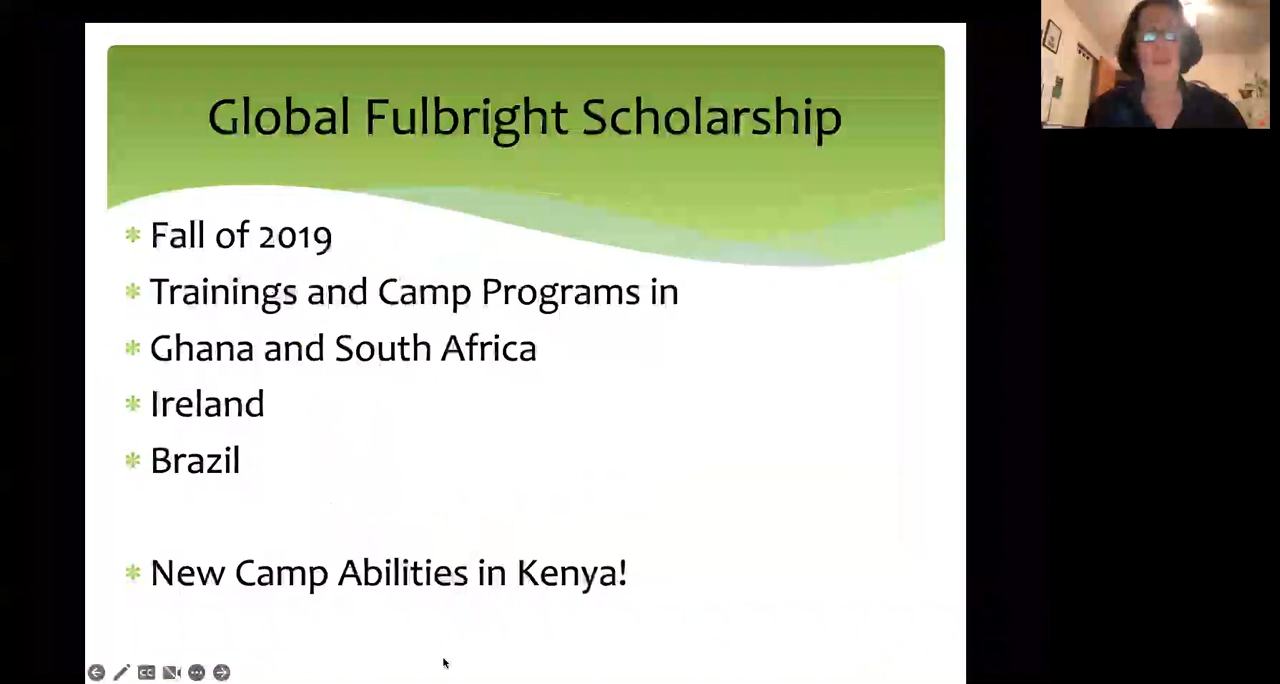 Global Fulbright Scholarship
* Fall of 2019
* Trainings and Camp Programs in
* Ghana and South Africa
* Ireland
* Brazil
* New Camp Abilities in Kenya!
CC